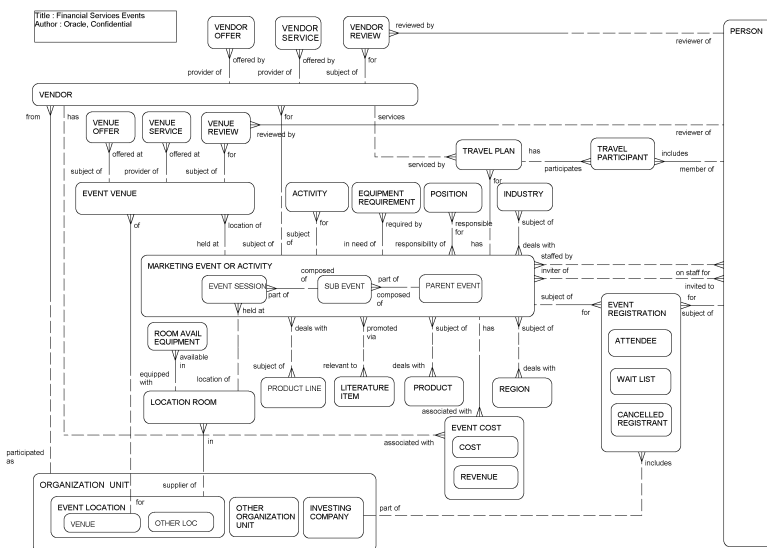 Title : Financial Services Events
Author : Oracle, Confidential
VENDOR
OFFER
VENDOR
SERVICE
VENDOR
REVIEW
reviewed by
reviewer of
PERSON
offered by
offered by
for
provider of
provider of
subject of
VENDOR
from
has
for
services
VENUE
OFFER
VENUE
SERVICE
VENUE
REVIEW
reviewed by
reviewer of
offered at
offered at
for
serviced by
TRAVEL PLAN
has
participates
TRAVEL
PARTICIPANT
includes
member of
subject of
provider of
subject of
for
EVENT VENUE
ACTIVITY
EQUIPMENT
REQUIREMENT
POSITION
INDUSTRY
of
location of
for
required by
responsible
for
subject of
held at
subject of
subject
of
in need of
responsibility of
has
deals with
MARKETING EVENT OR ACTIVITY
staffed by
on staff for
inviter of
invited to
composed
of
part of
EVENT SESSION
part of
SUB EVENT
composed
of
PARENT EVENT
held at
subject of
for
EVENT
REGISTRATION
for
subject of
ATTENDEE
WAIT LIST
CANCELLED
REGISTRANT
ROOM AVAIL
EQUIPMENT
deals with
promoted
via
subject of
has
subject of
available
in
equipped
with
location of
subject of
relevant to
deals with
deals with
LOCATION ROOM
PRODUCT LINE
LITERATURE
ITEM
PRODUCT
REGION
associated with
EVENT COST
in
associated with
COST
REVENUE
participated
as
includes
ORGANIZATION UNIT
supplier of
for
EVENT LOCATION
VENUE
OTHER LOC
OTHER
ORGANIZATION
UNIT
INVESTING
COMPANY
part of